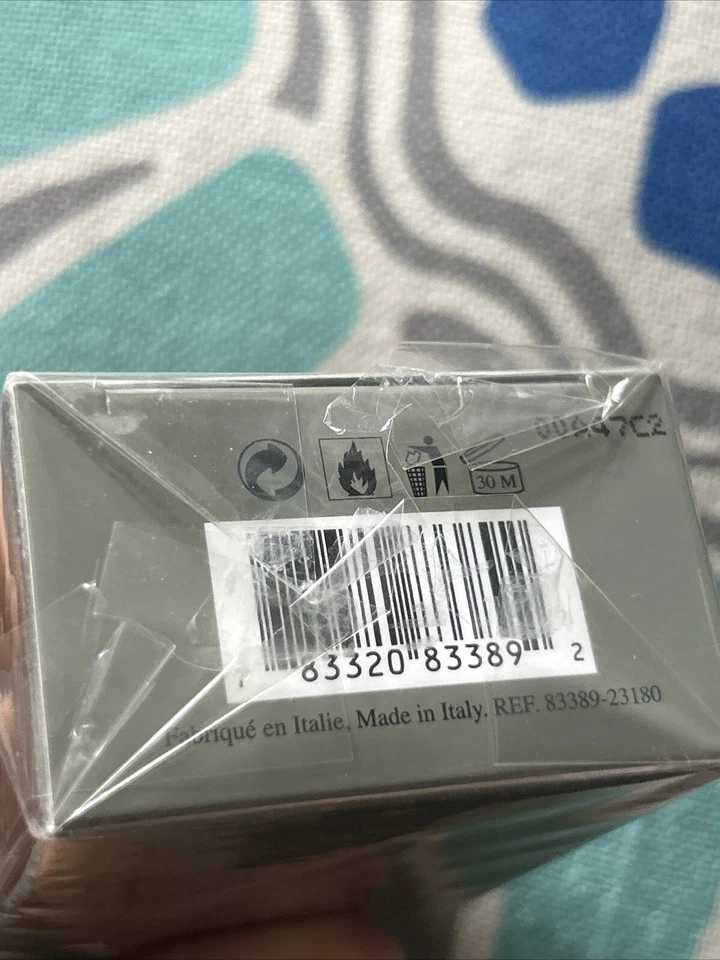 30 M
83320 83389 2
Fabriqué en Italie, Made in Italy. REF. 83389-23180